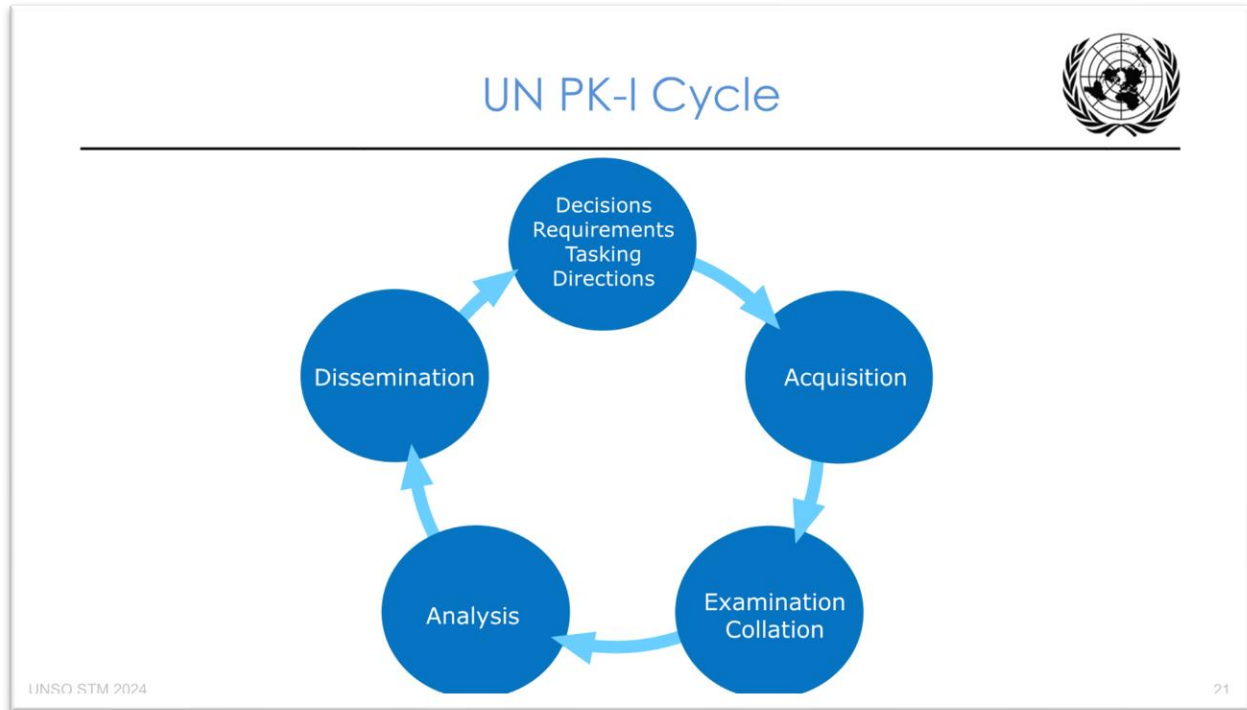 UN PK-I Cycle
Decisions
Requirements
Tasking
Directions
Acquisition
Examination
Collation
Analysis
Dissemination
UNSO STM 2024
21